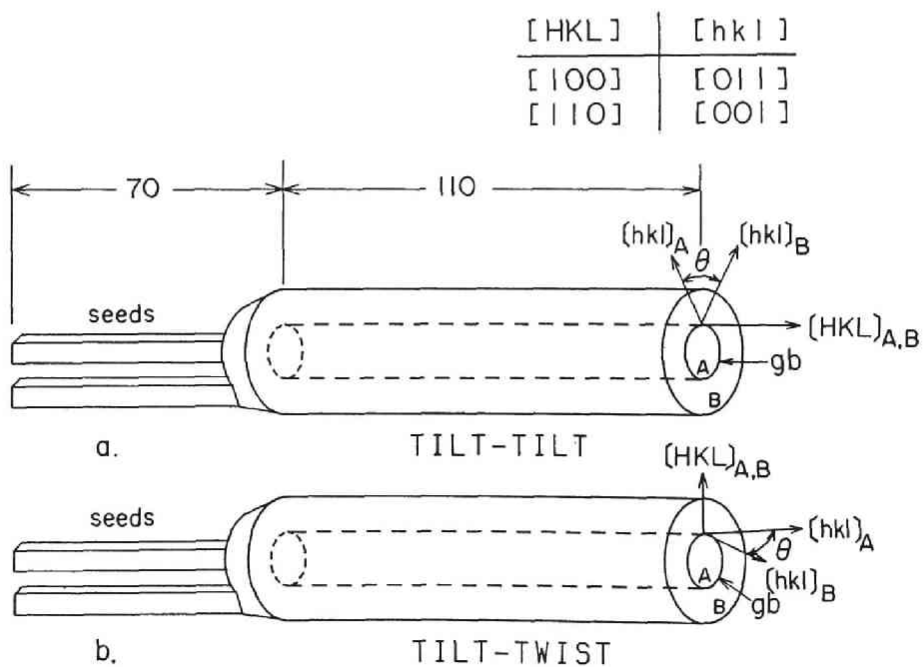 [HKL] [hkl]
[100] [011]
[110] [001]
70 110
[hkl]A [hkl]B
θ
seeds
[HKL]A,B
A gb
B
a. TILT-TILT
[HKL]A,B
seeds
[hkl]A
θ
A [hkl]B
B gb
b. TILT-TWIST